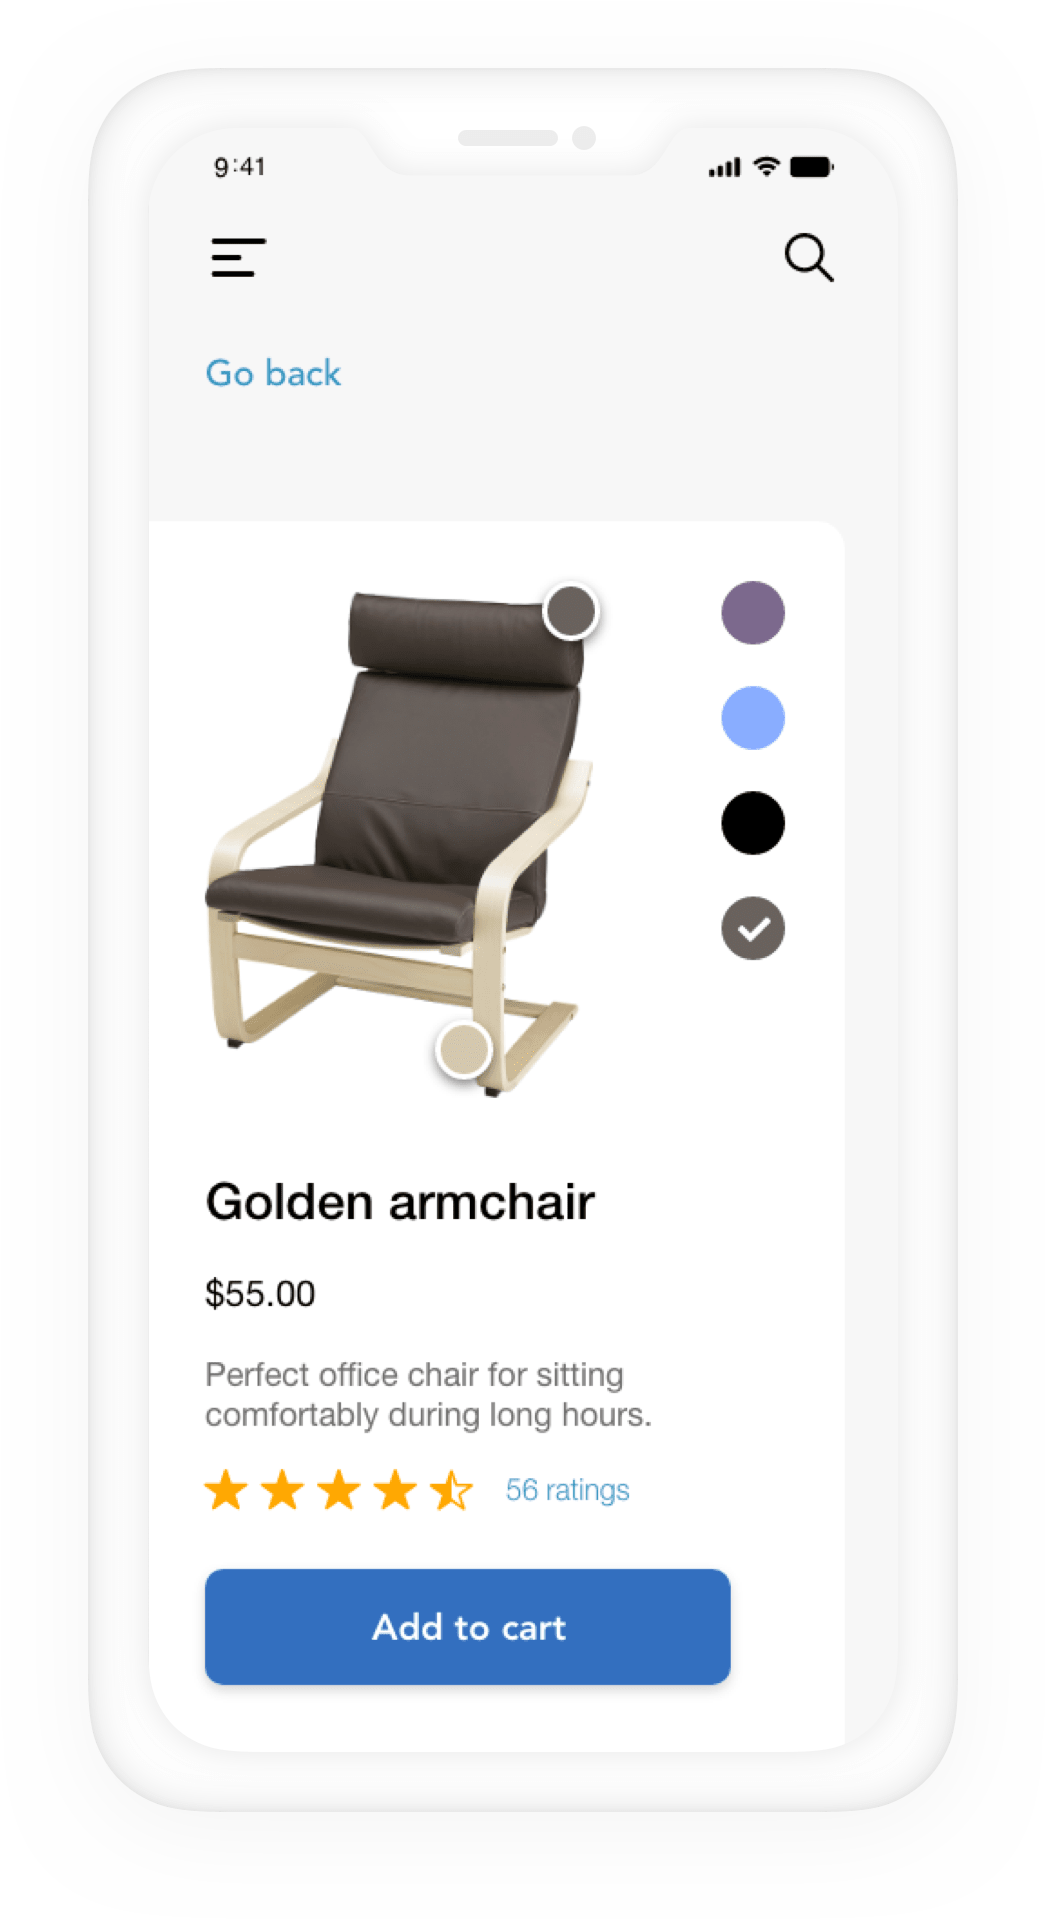 9:41
Go back
Golden armchair
$55.00
Perfect office chair for sitting
comfortably during long hours.
56 ratings
Add to cart